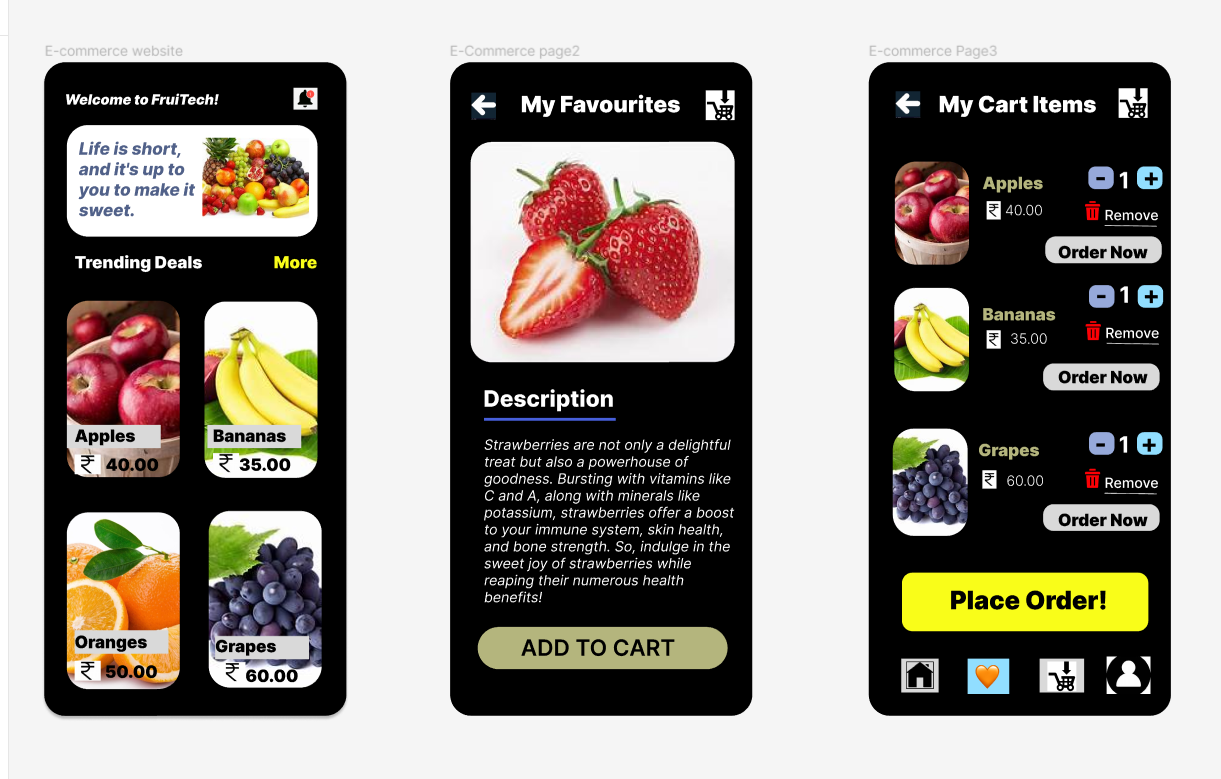 E-commerce website
Welcome to FruiTech!
Life is short,
and it's up to
you to make it
sweet.
Trending Deals
More
Apples
₹ 40.00
Bananas
₹ 35.00
Oranges
₹ 50.00
Grapes
₹ 60.00
E-Commerce page2
My Favourites
Description
Strawberries are not only a delightful
treat but also a powerhouse of
goodness. Bursting with vitamins like
C and A, along with minerals like
potassium, strawberries offer a boost
to your immune system, skin health,
and bone strength. So, indulge in the
sweet joy of strawberries while
reaping their numerous health
benefits!
ADD TO CART
E-commerce Page3
My Cart Items
Apples
- 1 +
₹ 40.00
Remove
Order Now
Bananas
- 1 +
₹ 35.00
Remove
Order Now
Grapes
- 1 +
₹ 60.00
Remove
Order Now
Place Order!